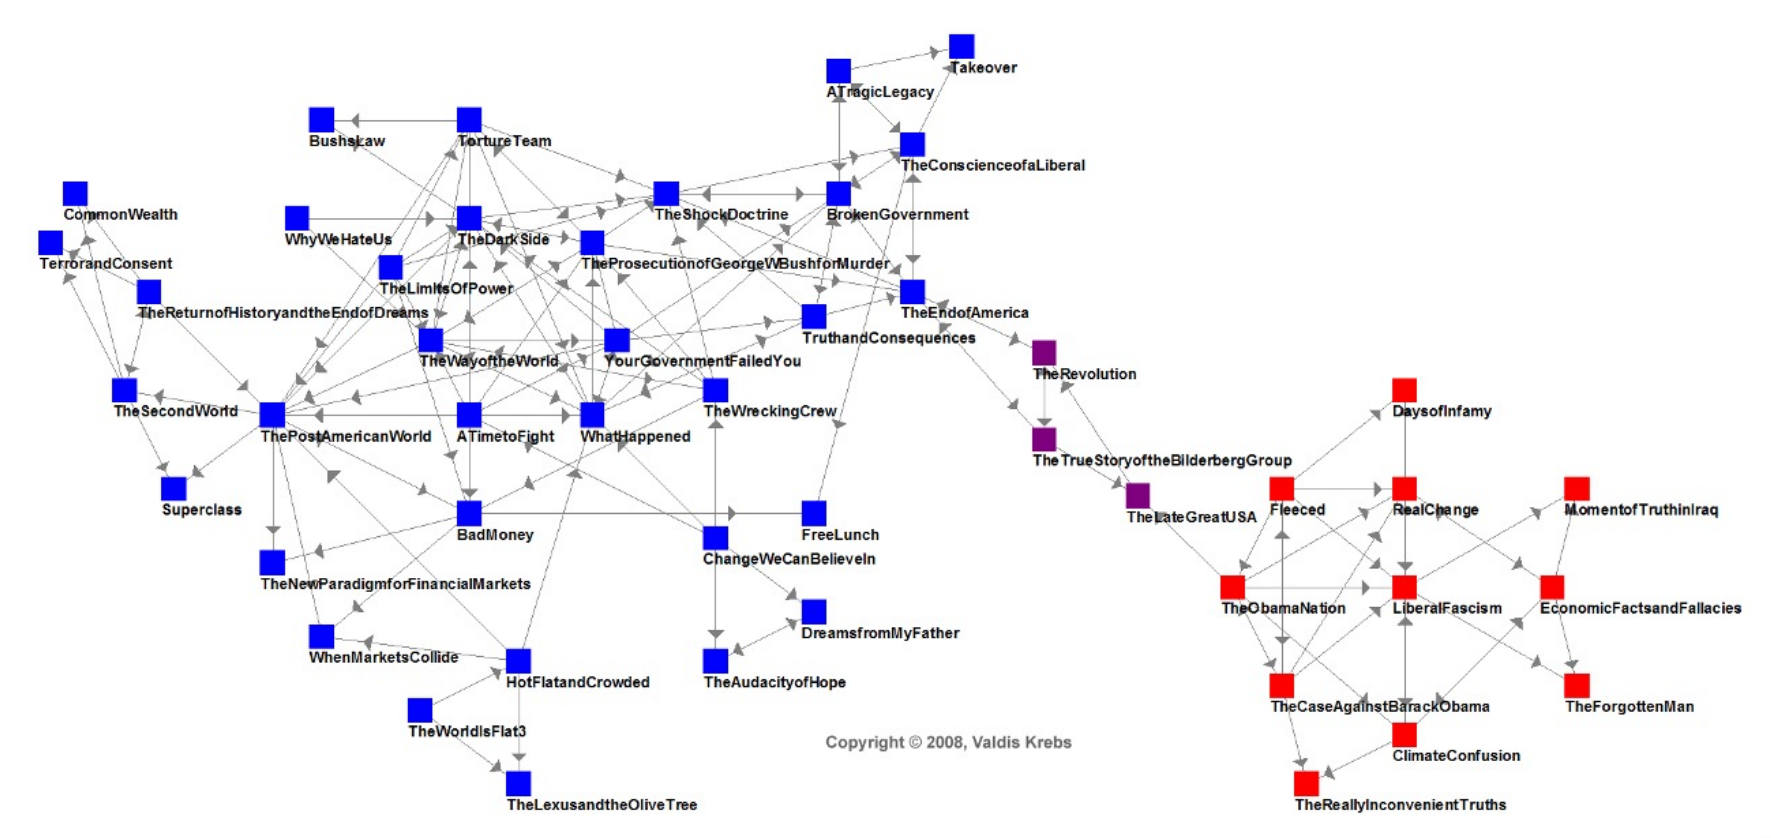 Takeover
ATragicLegacy
BushsLaw
TortureTeam
TheConscienceofaLiberal
CommonWealth
TheShockDoctrine
BrokenGovernment
WhyWeHateUs
TheDarkSide
TerrorandConsent
TheProsecutionofGeorgeWBushforMurder
TheLimitsOfPower
TheReturnofHistoryandtheEndofDreams
TheEndofAmerica
TruthandConsequences
TheWayoftheWorld
YourGovernmentFailedYou
TheRevolution
TheSecondWorld
TheWreckingCrew
DaysofInfamy
ThePostAmericanWorld
ATimetoFight
WhatHappened
TheTrueStoryoftheBilderbergGroup
Superclass
Fleeced
RealChange
MomentofTruthinIraq
TheLateGreatUSA
BadMoney
FreeLunch
ChangeWeCanBelieveIn
TheNewParadigmforFinancialMarkets
TheObamaNation
LiberalFascism
EconomicFactsandFallacies
DreamsfromMyFather
WhenMarketsCollide
HotFlatandCrowded
TheAudacityofHope
TheCaseAgainstBarackObama
TheForgottenMan
TheWorldIsFlat3
Copyright © 2008, Valdis Krebs
ClimateConfusion
TheLexusandtheOliveTree
TheReallyInconvenientTruths